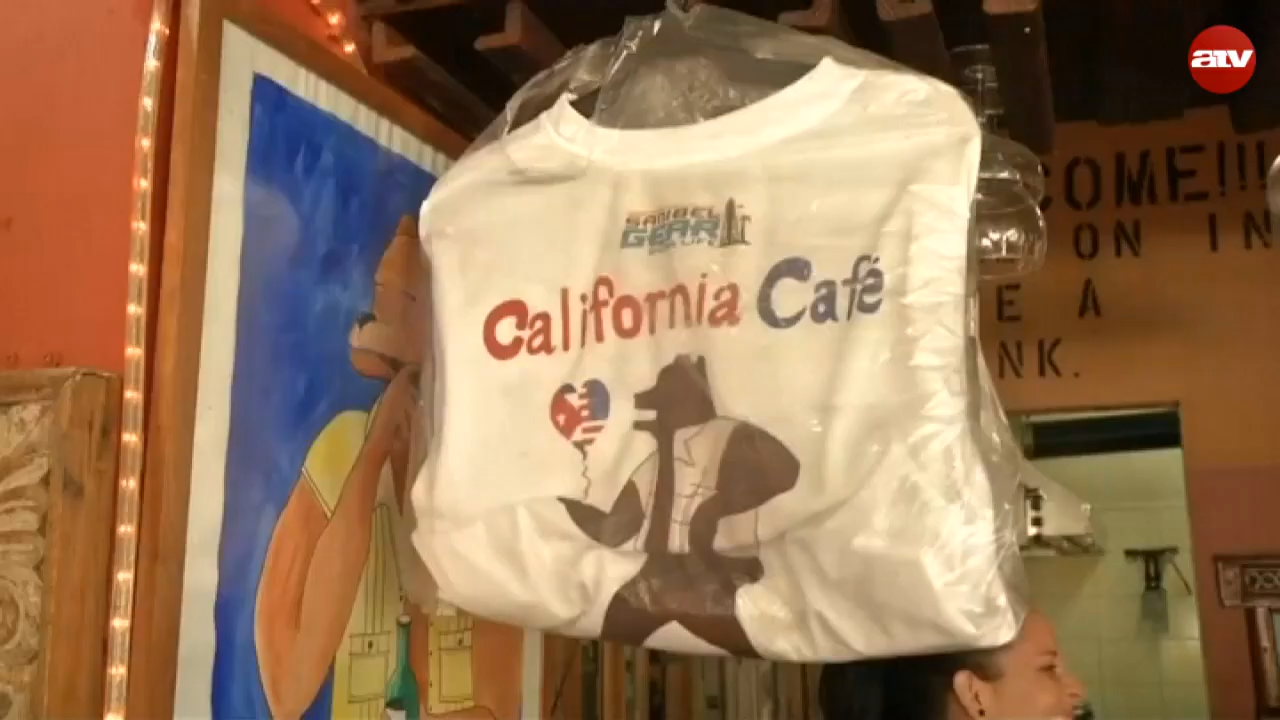 atv
SANIBEL
GEAR
California Café
COME!!!
ON IN
E A
NK.